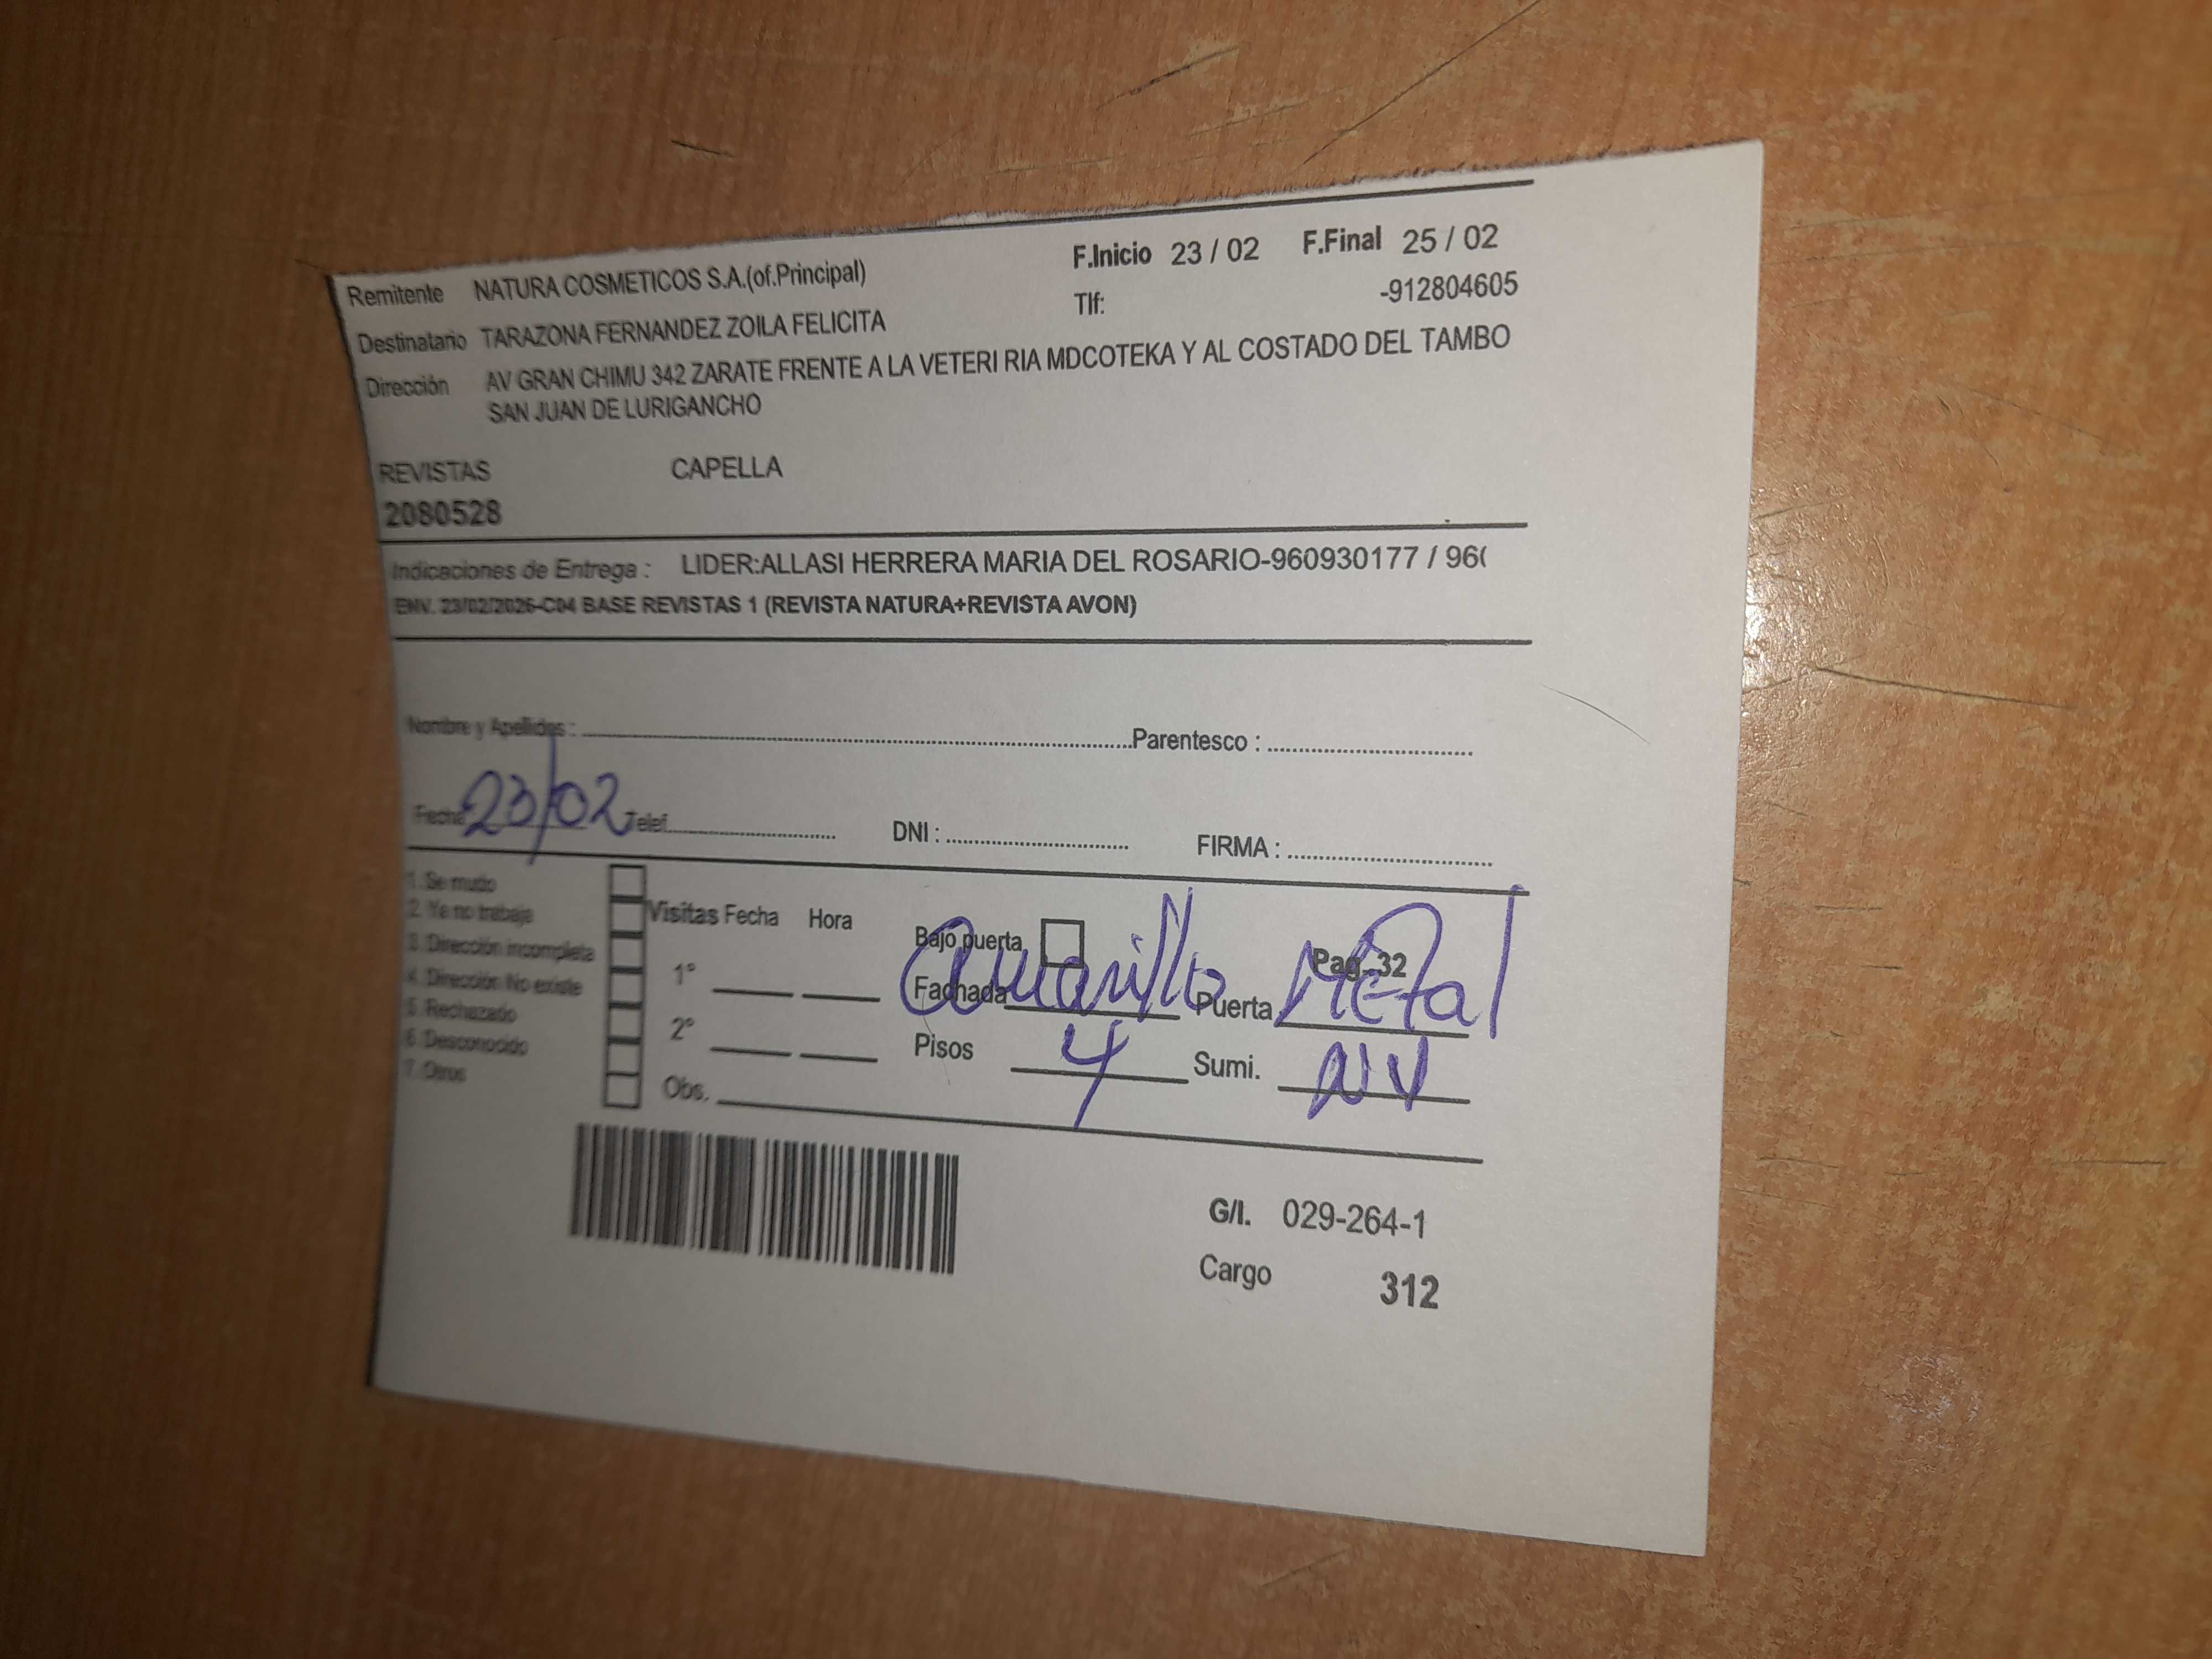 Remitente NATURA COSMETICOS S.A.(of.Principal) F.Inicio 23 / 02 F.Final 25 / 02
Destinatario TARAZONA FERNANDEZ ZOILA FELICITA Tlf: -912804605
Dirección AV GRAN CHIMU 342 ZARATE FRENTE A LA VETERI RIA MDCOTEKA Y AL COSTADO DEL TAMBO
SAN JUAN DE LURIGANCHO
REVISTAS CAPELLA
2080528
Indicaciones de Entrega : LIDER:ALLASI HERRERA MARIA DEL ROSARIO-960930177 / 96(
ENV. 23/02/2026-C04 BASE REVISTAS 1 (REVISTA NATURA+REVISTA AVON)
Nombre y Apellidos : Parentesco :
Fecha 23/02 Telef. DNI : FIRMA :
1. Se mudo
2. Ya no trabaja
3. Dirección incompleta
4. Dirección No existe
5. Rechazado
6. Desconocido
7. Otros
Visitas Fecha Hora
1°
2°
Obs.
Bajo puerta Pag. 32
Fachada Amarillo Puerta Metal
Pisos 4 Sumi. NV
G/I. 029-264-1
Cargo 312